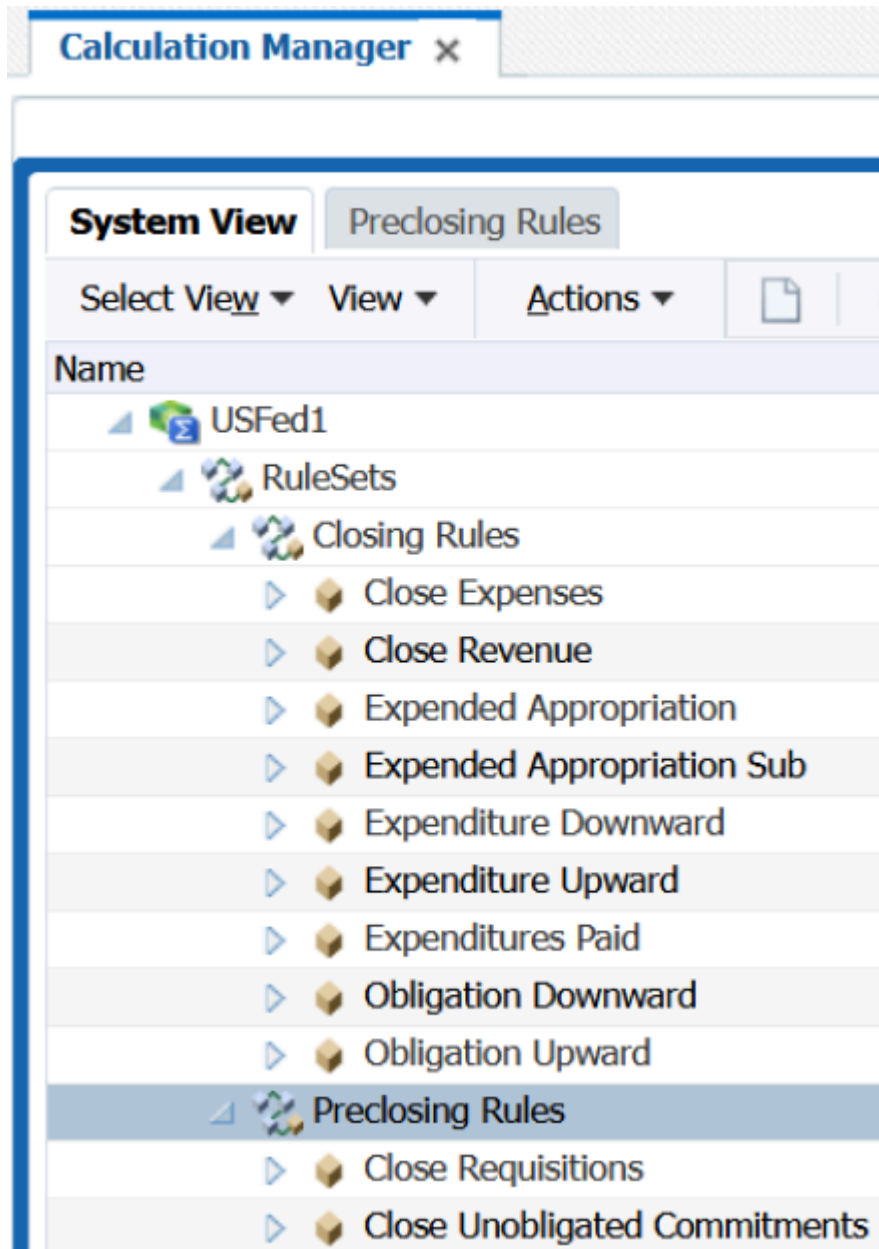 Calculation Manager ×
System View Preclosing Rules
Select View View Actions
Name
USFed1
RuleSets
Closing Rules
Close Expenses
Close Revenue
Expended Appropriation
Expended Appropriation Sub
Expenditure Downward
Expenditure Upward
Expenditures Paid
Obligation Downward
Obligation Upward
Preclosing Rules
Close Requisitions
Close Unobligated Commitments